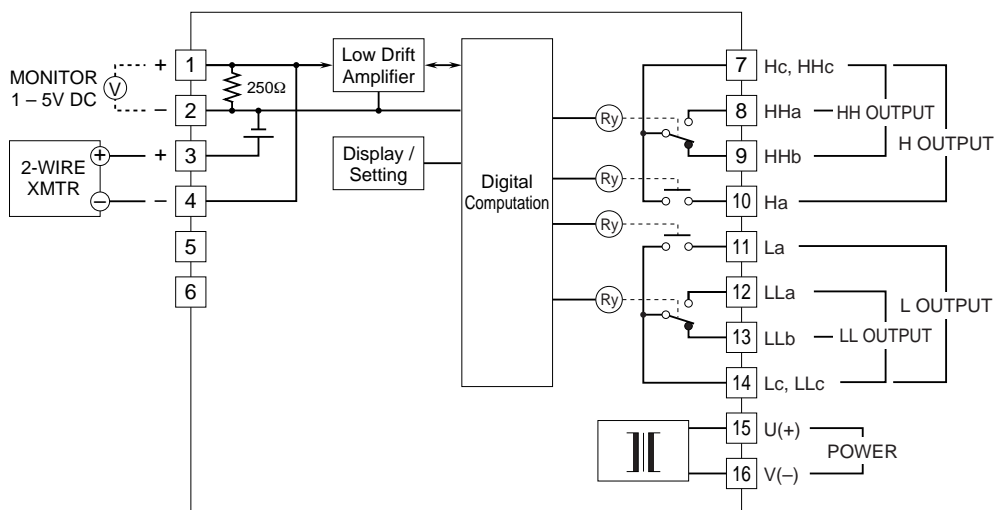 MONITOR
1 – 5V DC
V
+
–
1
2
250Ω
Low Drift
Amplifier
2-WIRE
XMTR
+
–
+
–
3
4
5
6
Display /
Setting
Digital
Computation
Ry
Ry
Ry
Ry
7 Hc, HHc
8 HHa
HH OUTPUT
9 HHb
H OUTPUT
10 Ha
11 La
12 LLa
L OUTPUT
13 LLb
LL OUTPUT
14 Lc, LLc
15 U(+)
POWER
16 V(–)